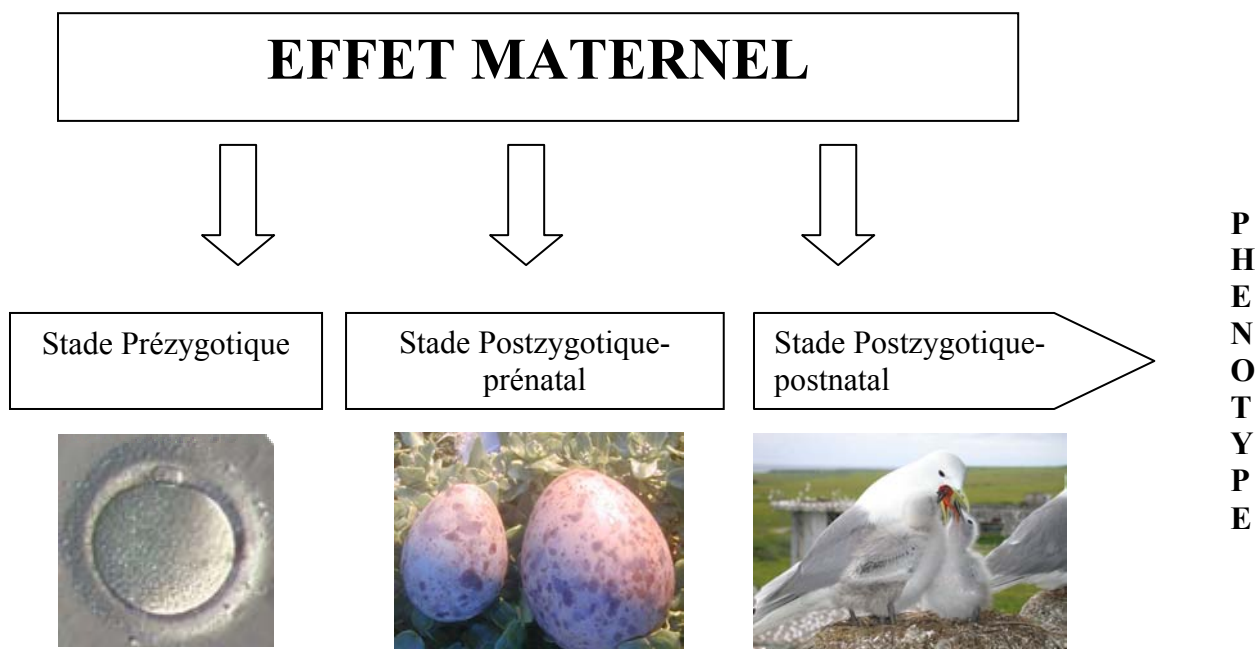 EFFET MATERNEL
Stade Prézygotique
Stade Postzygotique-
prénatal
Stade Postzygotique-
postnatal
P
H
E
N
O
T
Y
P
E